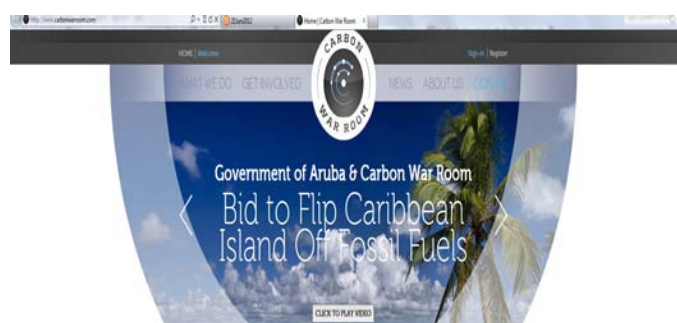 http://www.carbonwarroom.com
Home | Carbon War Room
HOME | Welcome
Sign-in | Register
CARBON
WAR ROOM
WHAT WE DO GET INVOLVED
NEWS ABOUT US DONATE
Government of Aruba & Carbon War Room
Bid to Flip Caribbean
Island Off Fossil Fuels
CLICK TO PLAY VIDEO